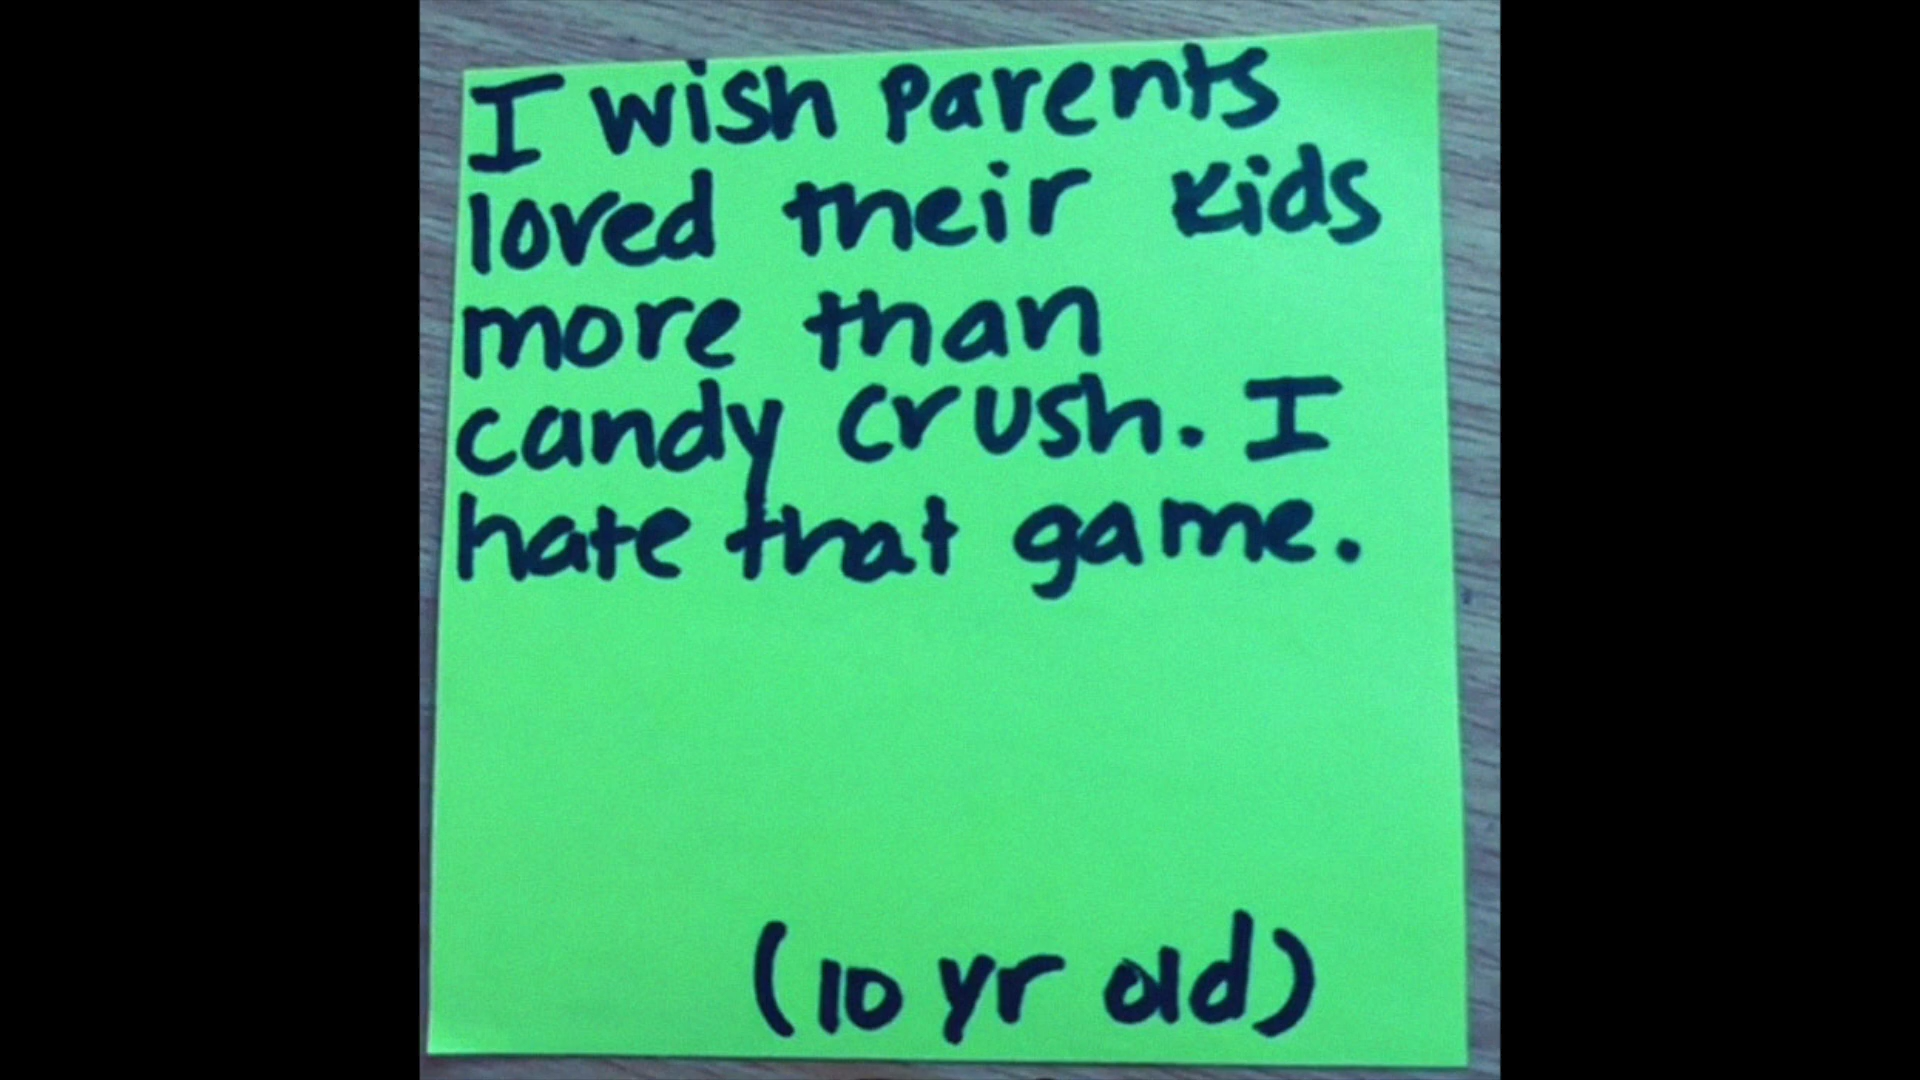 I wish parents
loved their kids
more than
candy crush. I
hate that game.
(10 yr old)